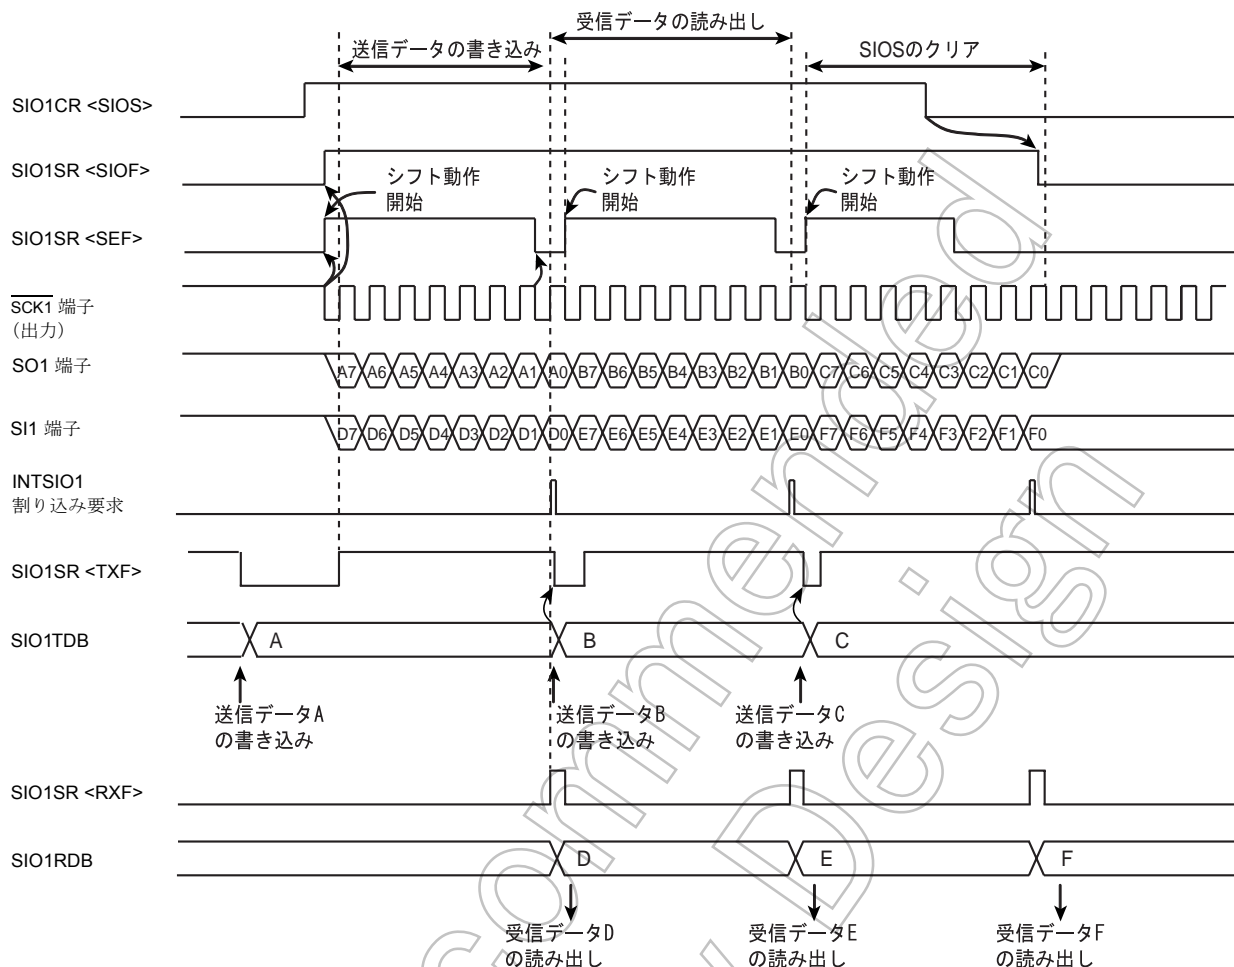 受信データの読み出し
送信データの書き込み
SIOSのクリア
SIO1CR <SIOS>
SIO1SR <SIOF>
シフト動作
開始
シフト動作
開始
シフト動作
開始
SIO1SR <SEF>
SCK1 端子
(出力)
SO1 端子
A7 A6 A5 A4 A3 A2 A1 A0 B7 B6 B5 B4 B3 B2 B1 B0 C7 C6 C5 C4 C3 C2 C1 C0
SI1 端子
D7 D6 D5 D4 D3 D2 D1 D0 E7 E6 E5 E4 E3 E2 E1 E0 F7 F6 F5 F4 F3 F2 F1 F0
INTSIO1
割り込み要求
SIO1SR <TXF>
SIO1TDB
A
B
C
送信データA
の書き込み
送信データB
の書き込み
送信データC
の書き込み
SIO1SR <RXF>
SIO1RDB
D
E
F
受信データD
の読み出し
受信データE
の読み出し
受信データF
の読み出し
ommended
Design